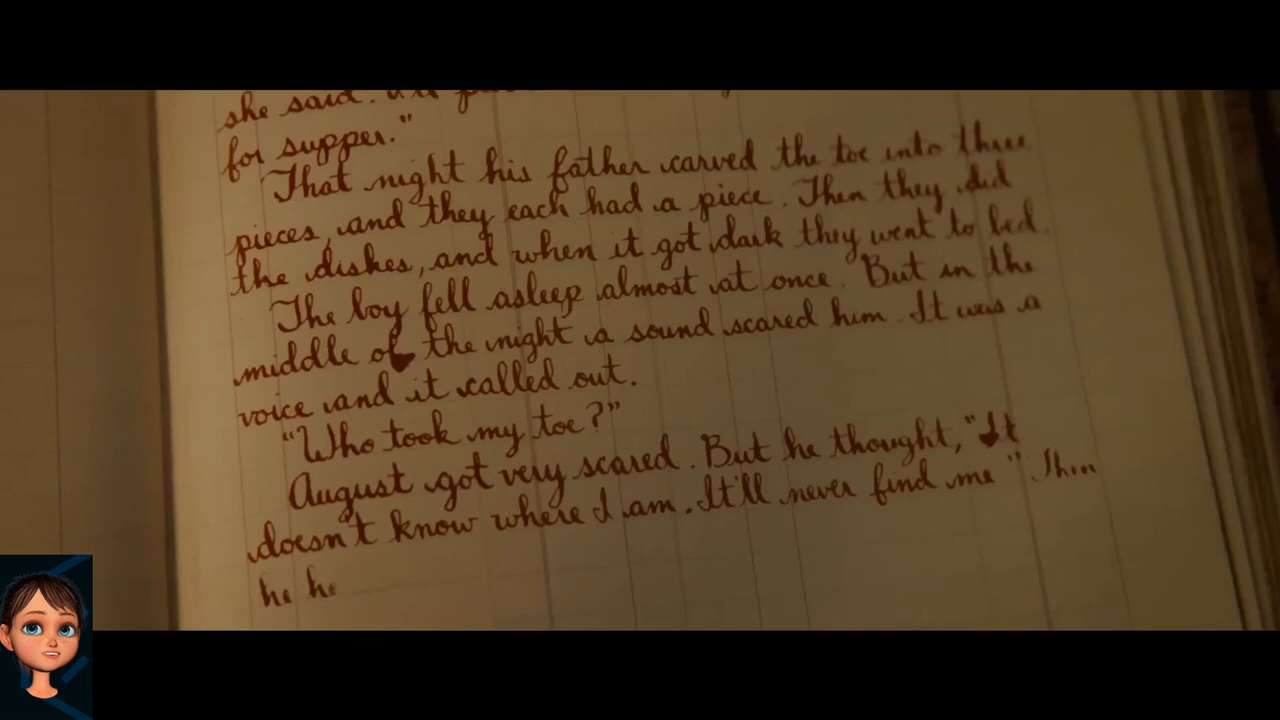 she said.
for supper."
That night his father carved the toe into three
pieces, and they each had a piece. Then they did
the dishes, and when it got dark they went to bed.
The boy fell asleep almost at once. But in the
middle of the night a sound scared him. It was a
voice and it called out.
"Who took my toe?"
August got very scared. But he thought, "It
doesn't know where I am. It'll never find me" Then
he he